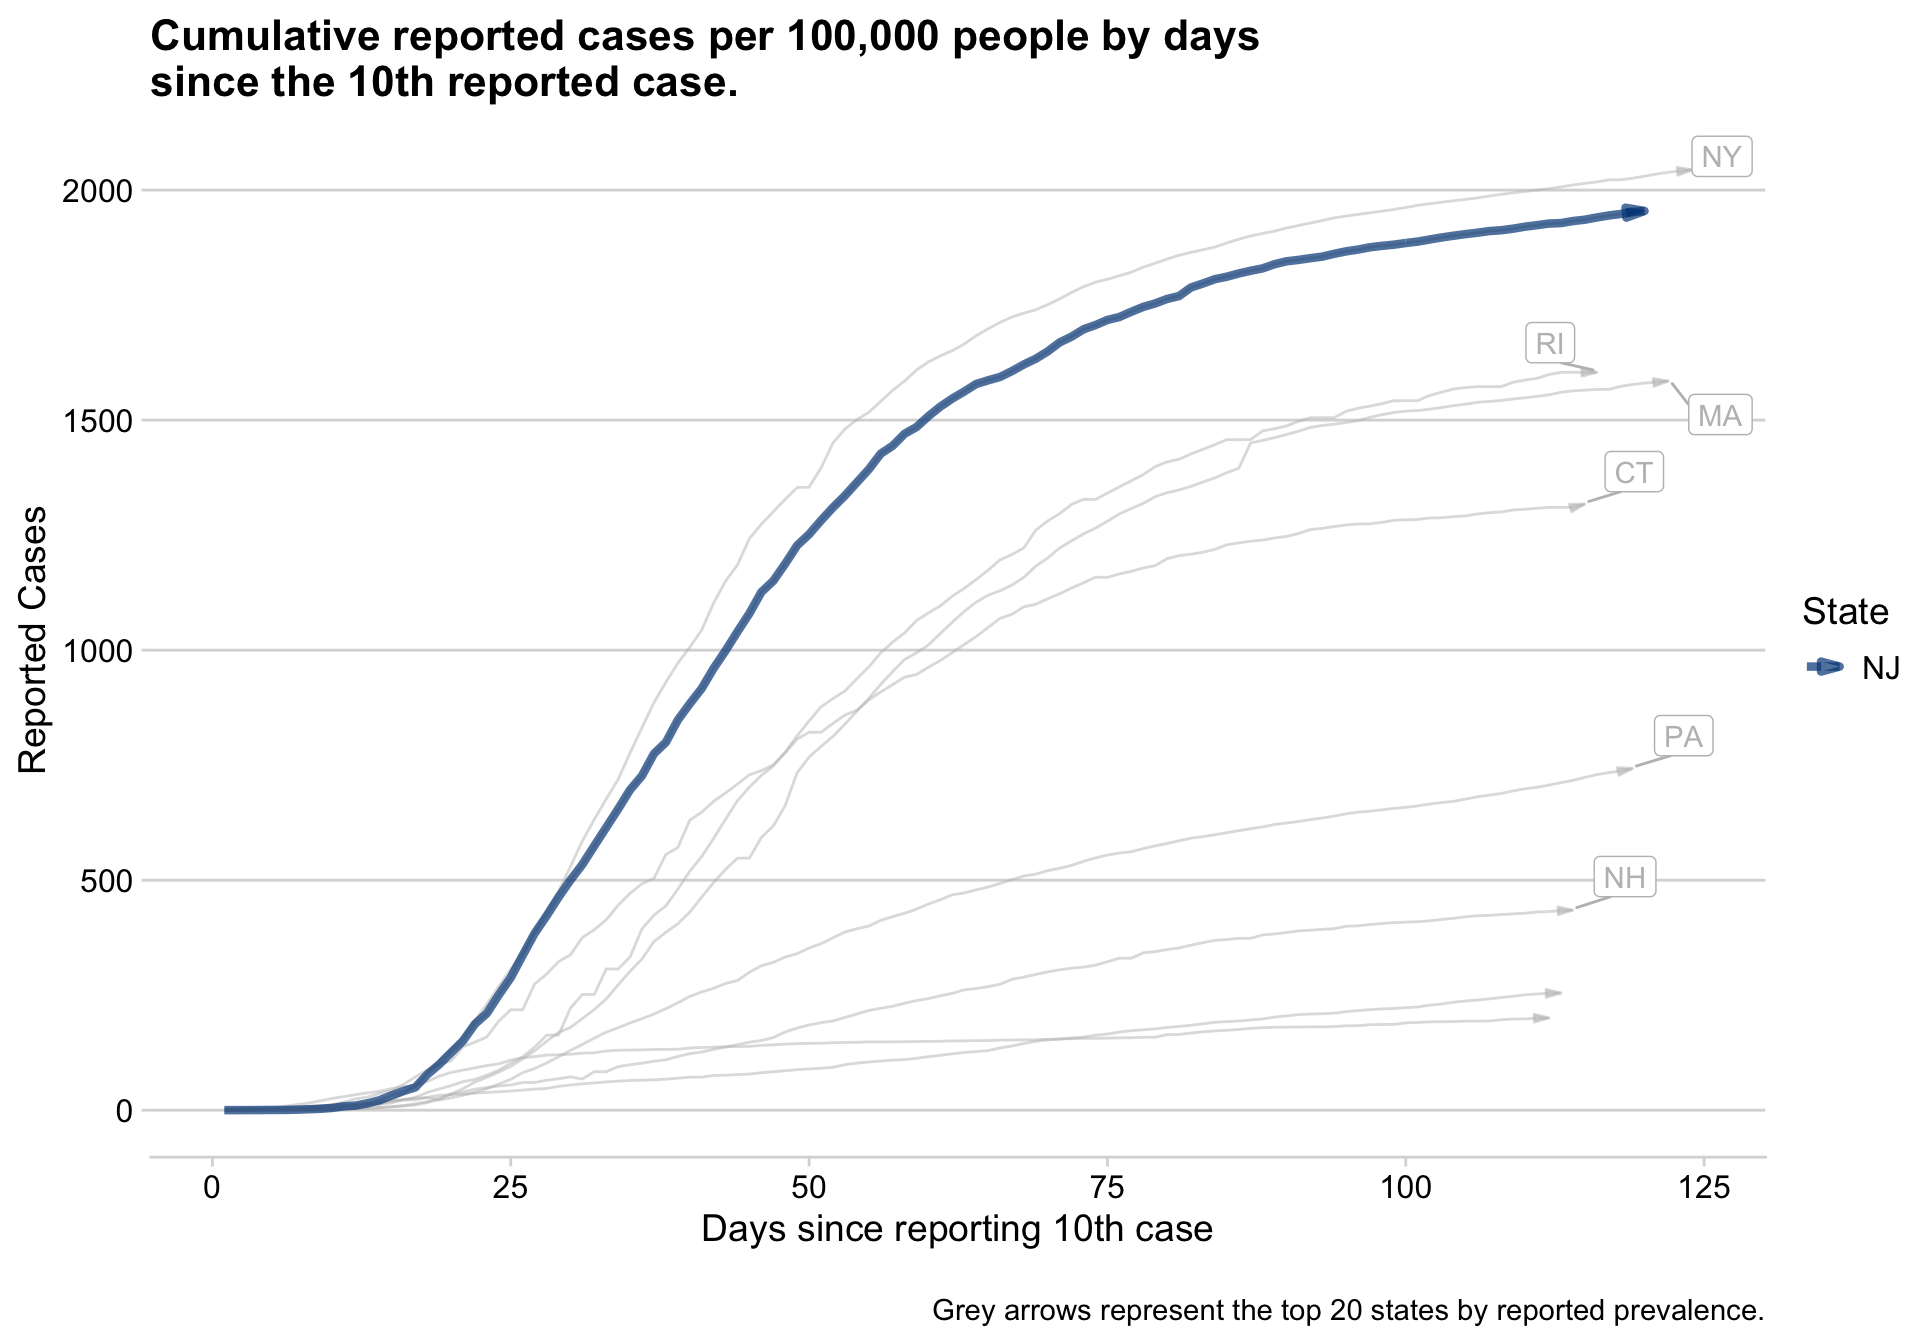 Cumulative reported cases per 100,000 people by days
since the 10th reported case.
NY
2000
RI
1500
MA
CT
Reported Cases
1000
State
NJ
PA
500
NH
0
0 25 50 75 100 125
Days since reporting 10th case
Grey arrows represent the top 20 states by reported prevalence.